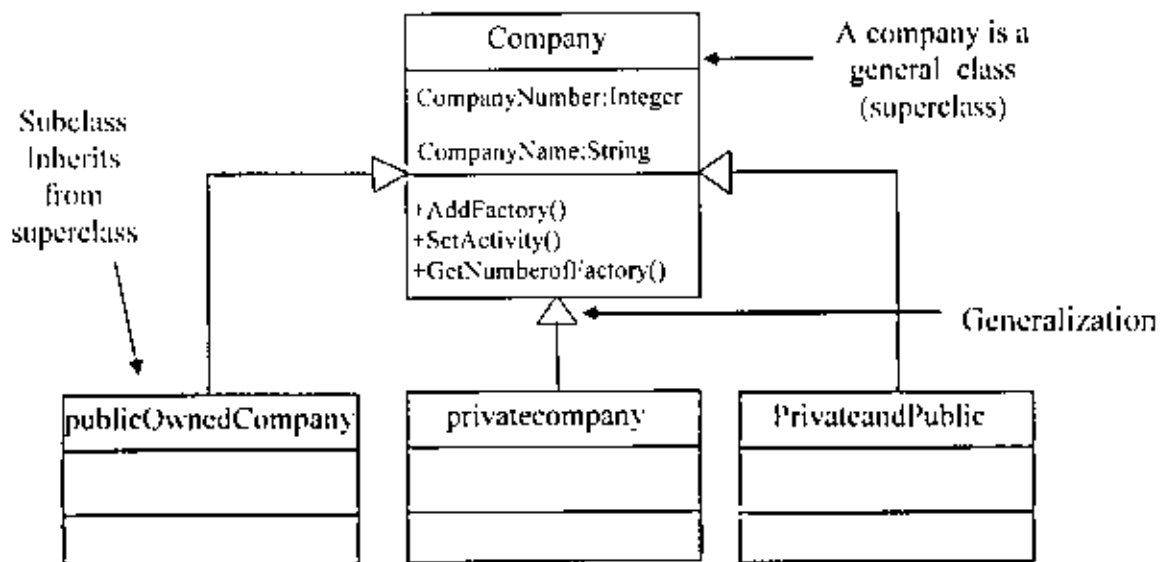 Company
CompanyNumber:Integer
CompanyName:String
+AddFactory()
+SetActivity()
+GetNumberofFactory()
A company is a
general class
(superclass)
Subclass
Inherits
from
superclass
Generalization
publicOwnedCompany
privatecompany
PrivateandPublic